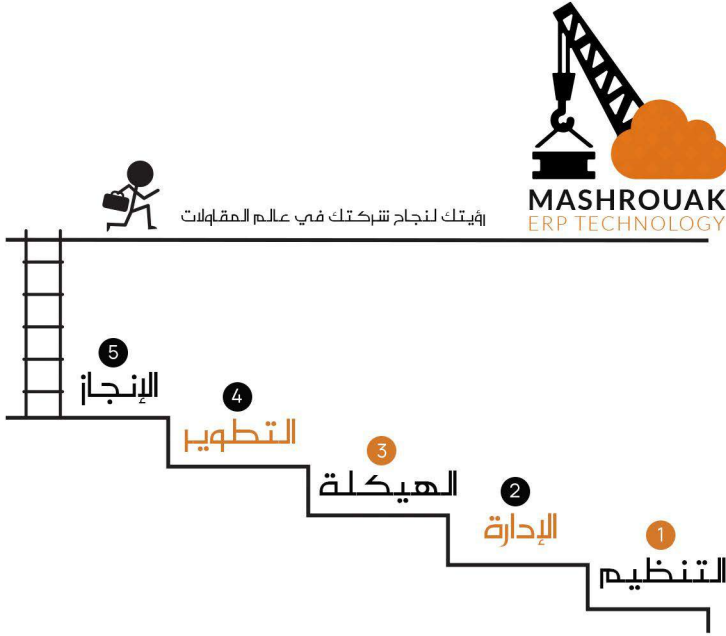 MASHROUAK
ERP TECHNOLOGY
رؤيتك لنجاح شركتك في عالم المقاولات
5
الإنجاز
4
التطوير
3
الهيكلة
2
الإدارة
1
التنظيم